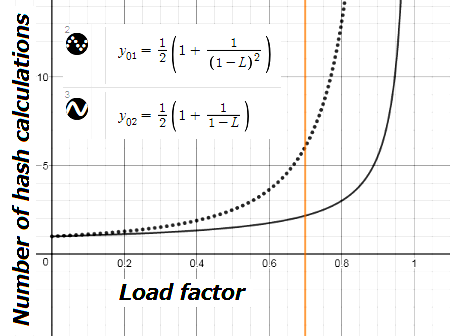 Number of hash calculations
2
y₀₁ = 1/2 (1 + 1/(1 – L)²)
3
y₀₂ = 1/2 (1 + 1/(1 – L))
10
5
0 0.2 0.4 0.6 0.8 1
Load factor